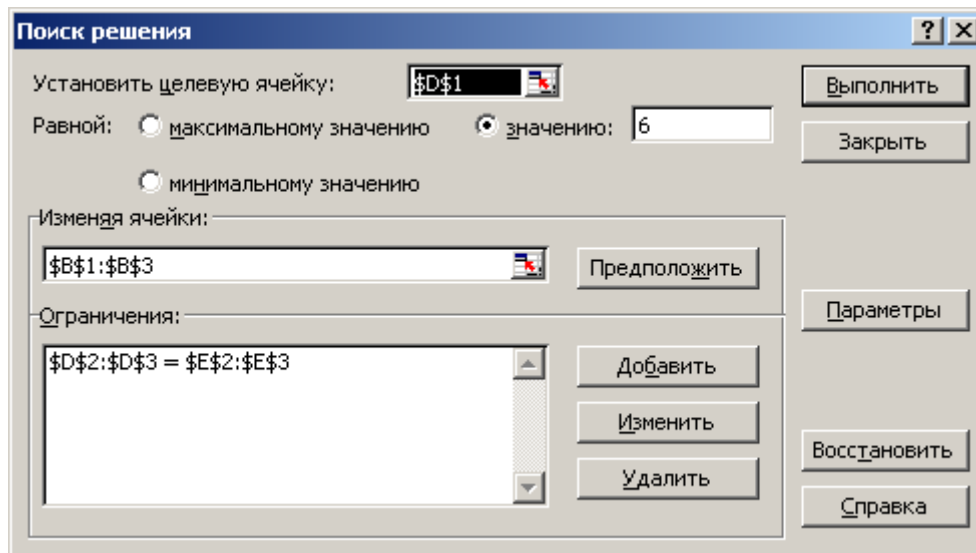 Поиск решения
Установить целевую ячейку: $D$1
Выполнить
Равной: максимальному значению значению: 6
Закрыть
минимальному значению
Изменяя ячейки:
$B$1:$B$3
Предположить
Ограничения:
Параметры
$D$2:$D$3 = $E$2:$E$3
Добавить
Изменить
Восстановить
Удалить
Справка